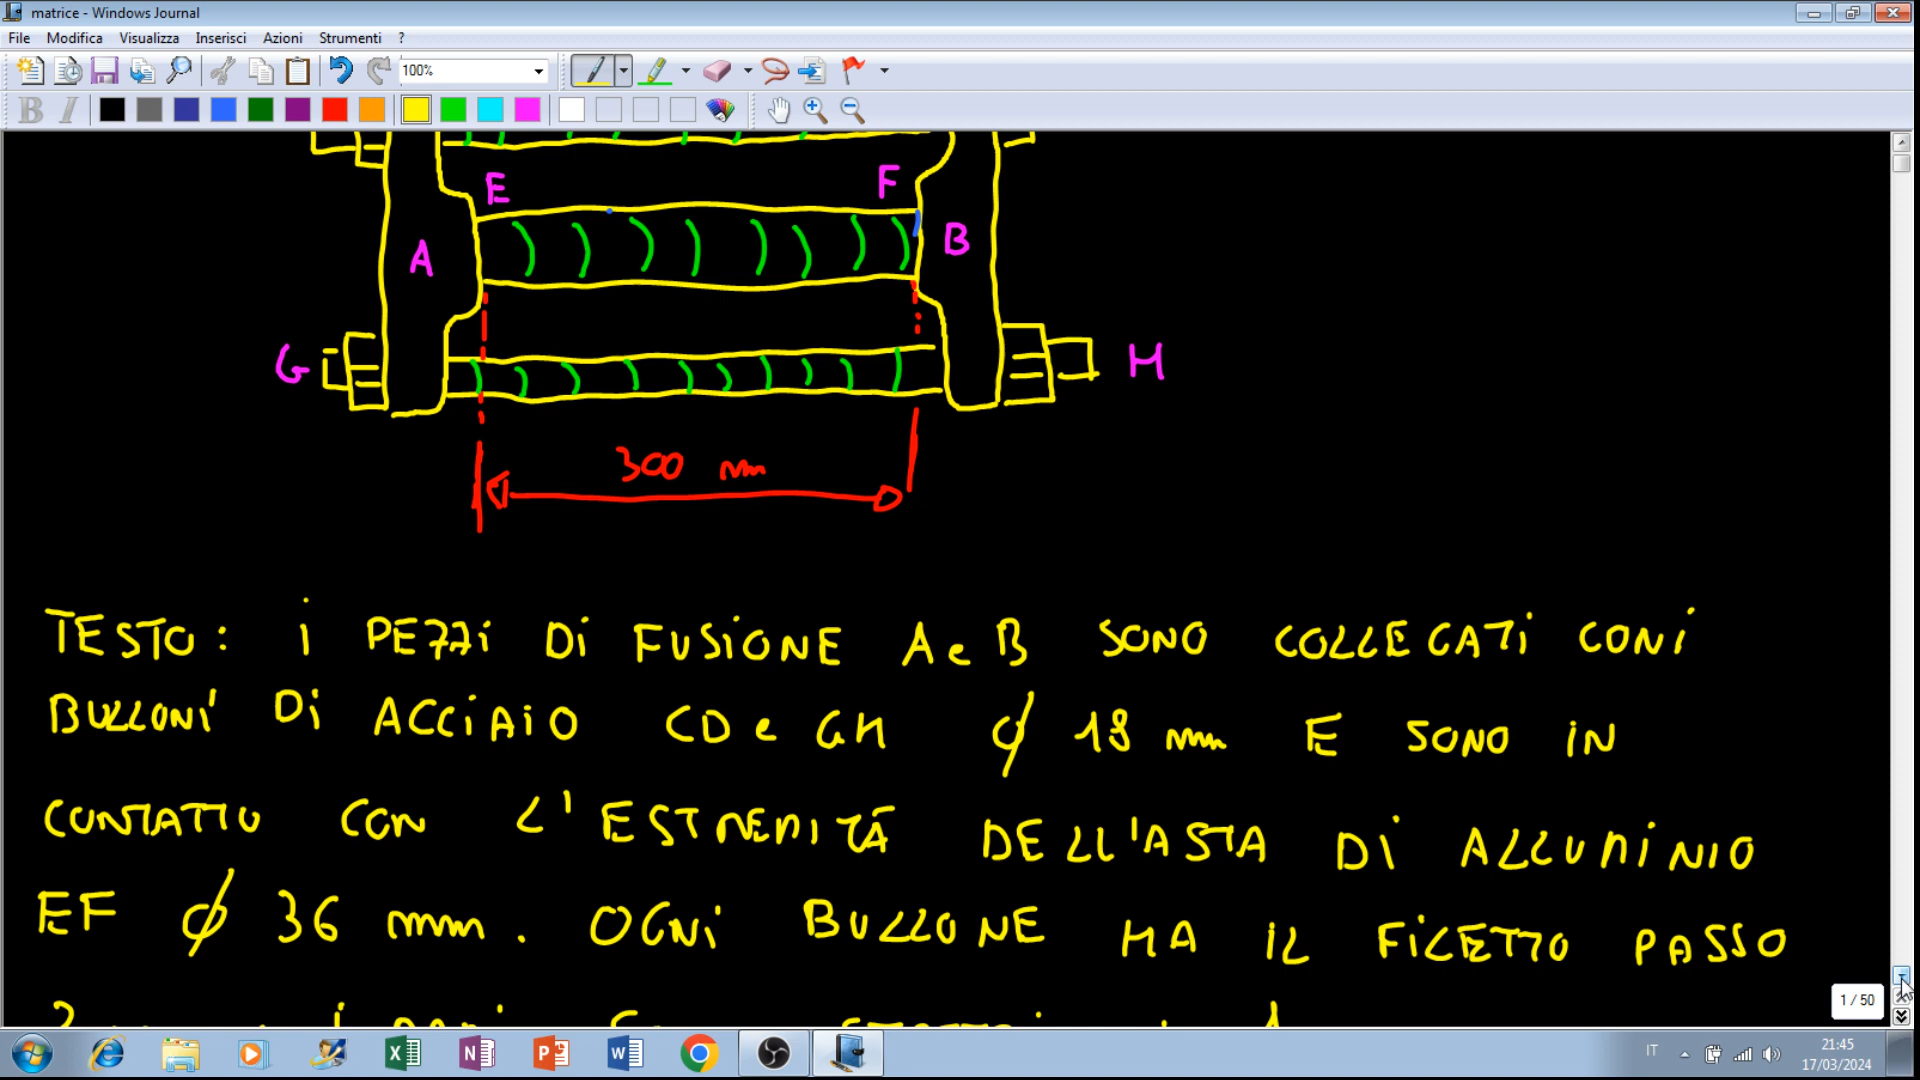 matrice - Windows Journal
File Modifica Visualizza Inserisci Azioni Strumenti ?
100%
B I
E F
A B
G H
300 mm
TESTO: i PEZZi Di FUSiONE A e B SONO COLLEGATi CON i
BULLONi Di ACCiAiO CD e GH ϕ 18 mm E SONO IN
CONTATTO CON L'ESTREMITÀ DELL'ASTA Di ALLUMiNIO
EF ϕ 36 mm. OGNi BULLONE HA IL FiLETTO PASSO
1 / 50
IT
21:45
17/03/2024